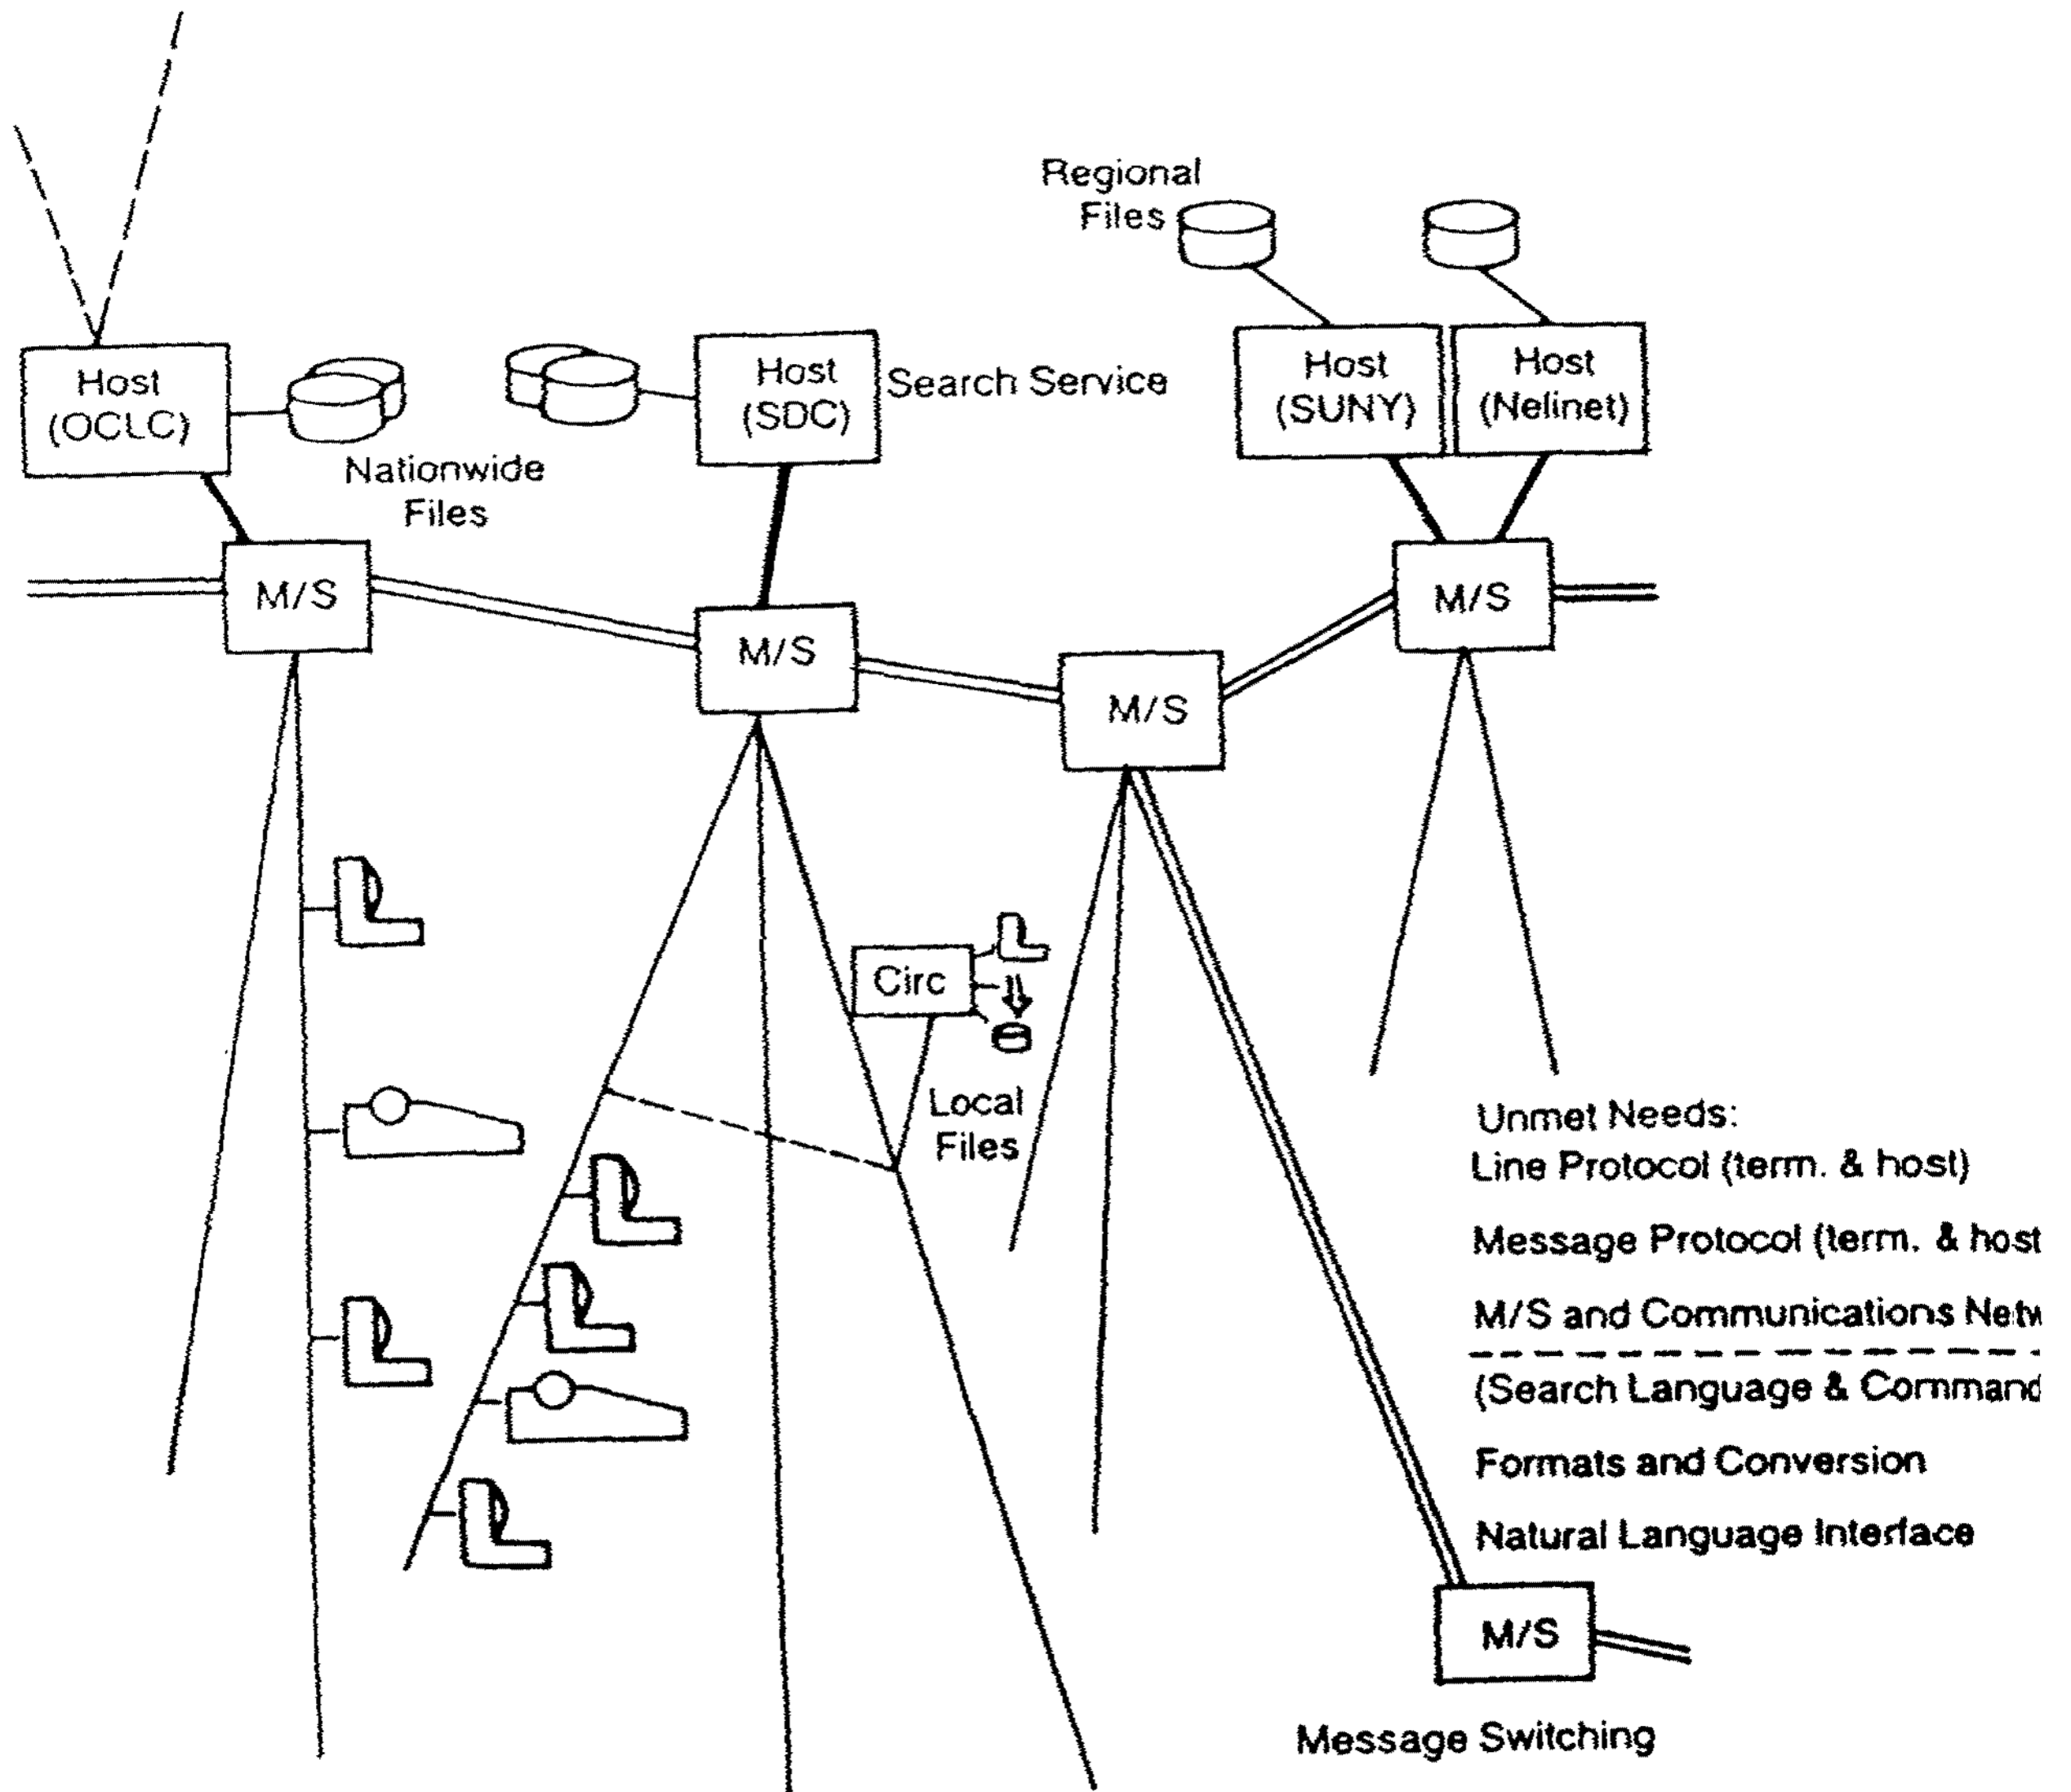 Regional
Files
Host
(OCLC)
Nationwide
Files
Host
(SDC)
Search Service
Host
(SUNY)
Host
(Nelinet)
M/S
M/S
M/S
M/S
Circ
Local
Files
Unmet Needs:
Line Protocol (term. & host)
Message Protocol (term. & host
M/S and Communications Netw
(Search Language & Command
Formats and Conversion
Natural Language Interface
M/S
Message Switching